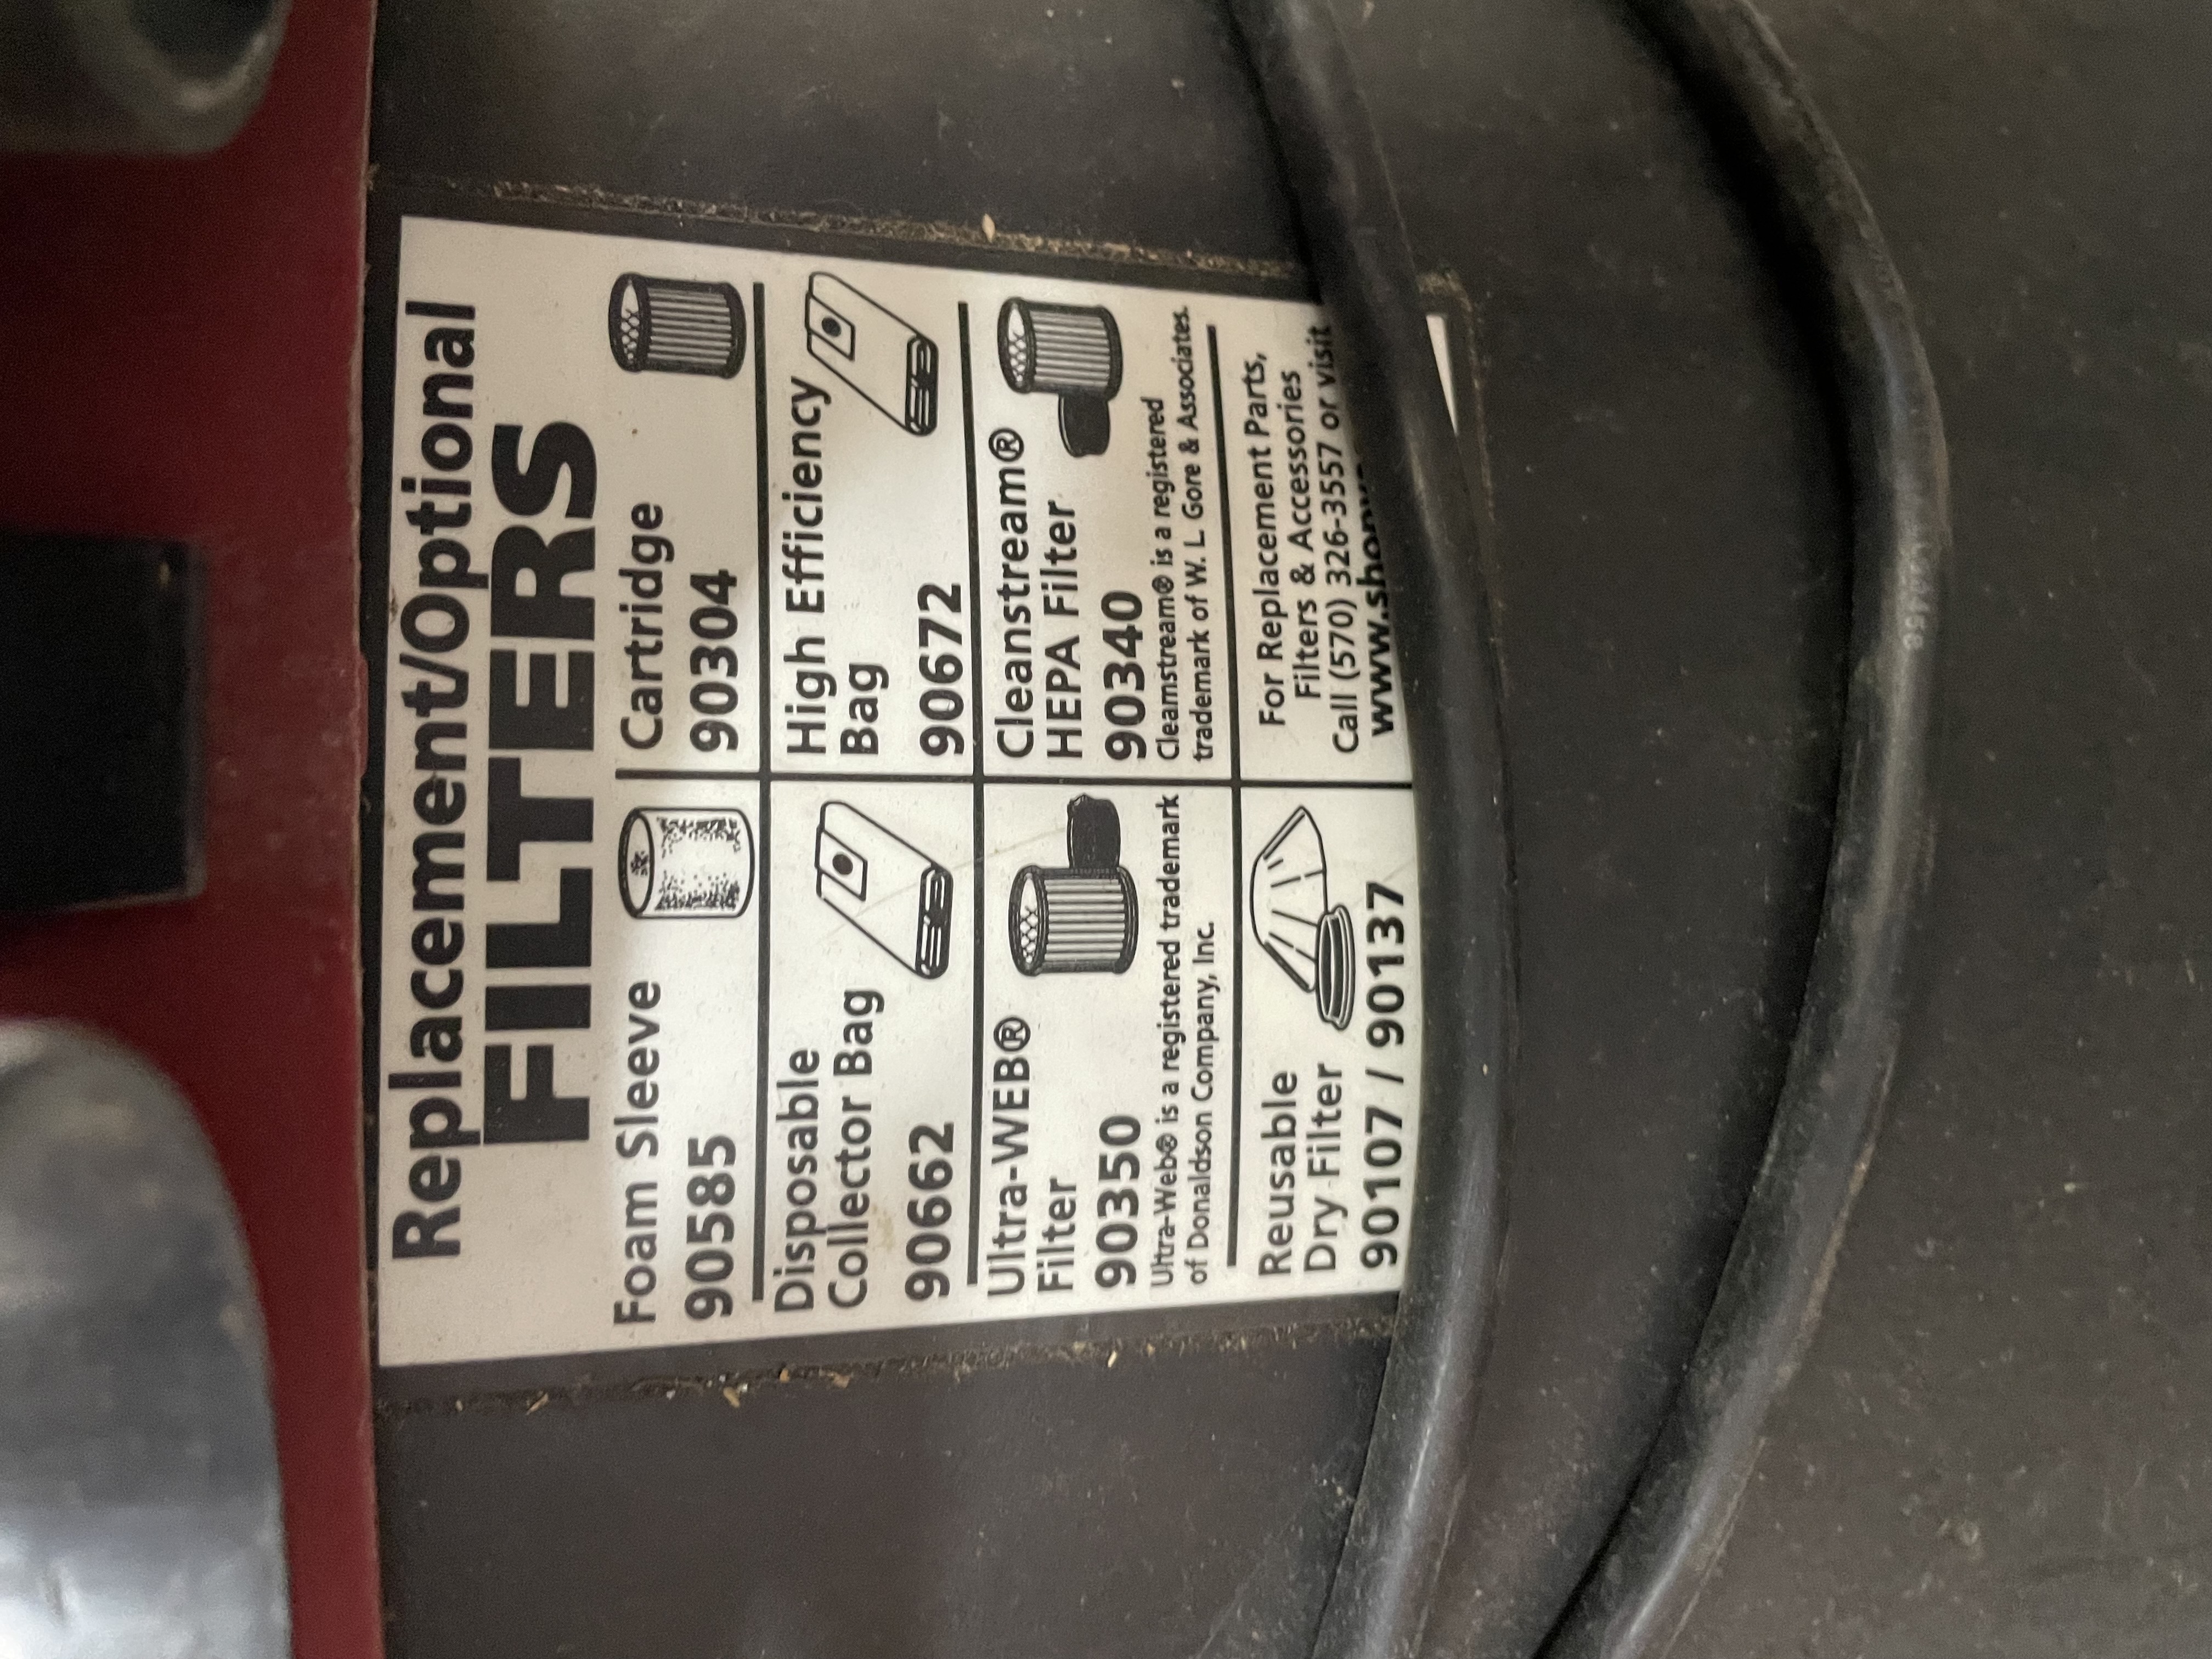 Replacement/Optional
FILTERS
Foam Sleeve
90585
Cartridge
90304
Disposable
Collector Bag
90662
High Efficiency
Bag
90672
Ultra-WEB®
Filter
90350
Ultra-Web® is a registered trademark
of Donaldson Company, Inc.
Cleanstream®
HEPA Filter
90340
Cleamstream® is a registered
trademark of W. L. Gore & Associates.
Reusable
Dry Filter
90107 / 90137
For Replacement Parts,
Filters & Accessories
Call (570) 326-3557 or visit
www.shop